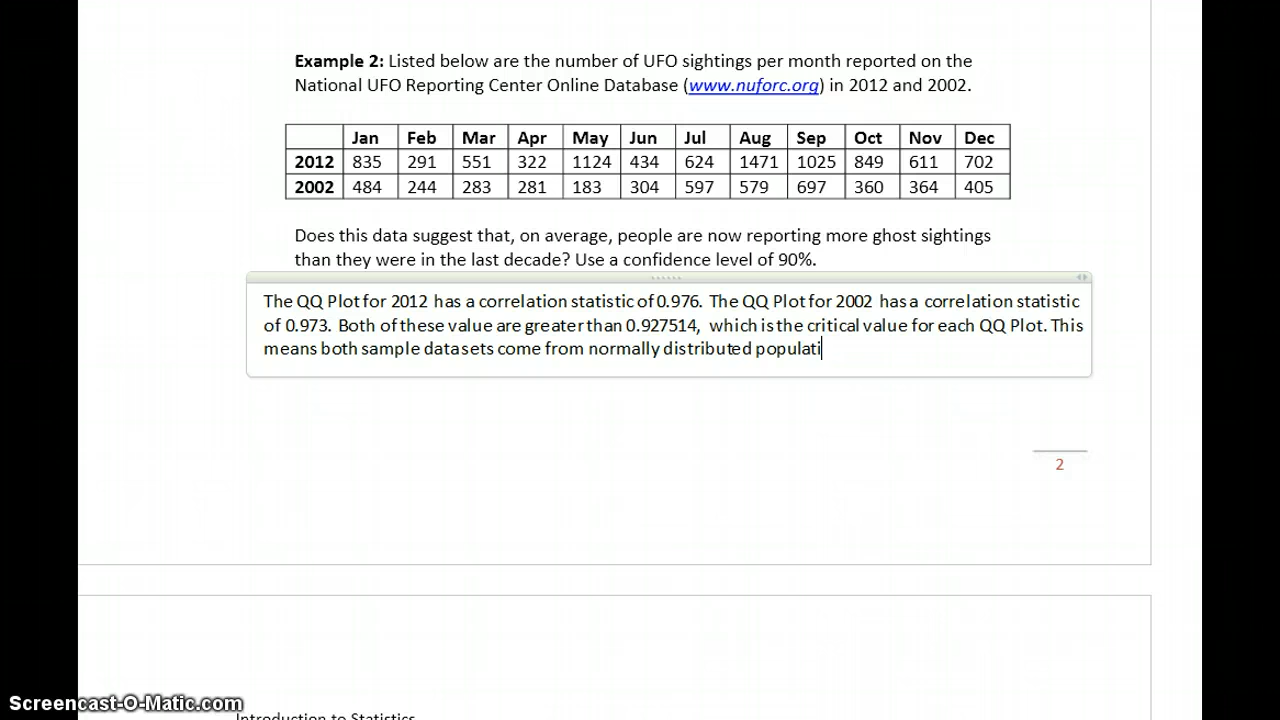 Example 2: Listed below are the number of UFO sightings per month reported on the
National UFO Reporting Center Online Database (www.nuforc.org) in 2012 and 2002.
Jan Feb Mar Apr May Jun Jul Aug Sep Oct Nov Dec
2012 835 291 551 322 1124 434 624 1471 1025 849 611 702
2002 484 244 283 281 183 304 597 579 697 360 364 405
Does this data suggest that, on average, people are now reporting more ghost sightings
than they were in the last decade? Use a confidence level of 90%.
The QQ Plot for 2012 has a correlation statistic of 0.976. The QQ Plot for 2002 has a correlation statistic
of 0.973. Both of these value are greater than 0.927514, which is the critical value for each QQ Plot. This
means both sample datasets come from normally distributed populati
2
Screencast-O-Matic.com
Introduction to Statistics